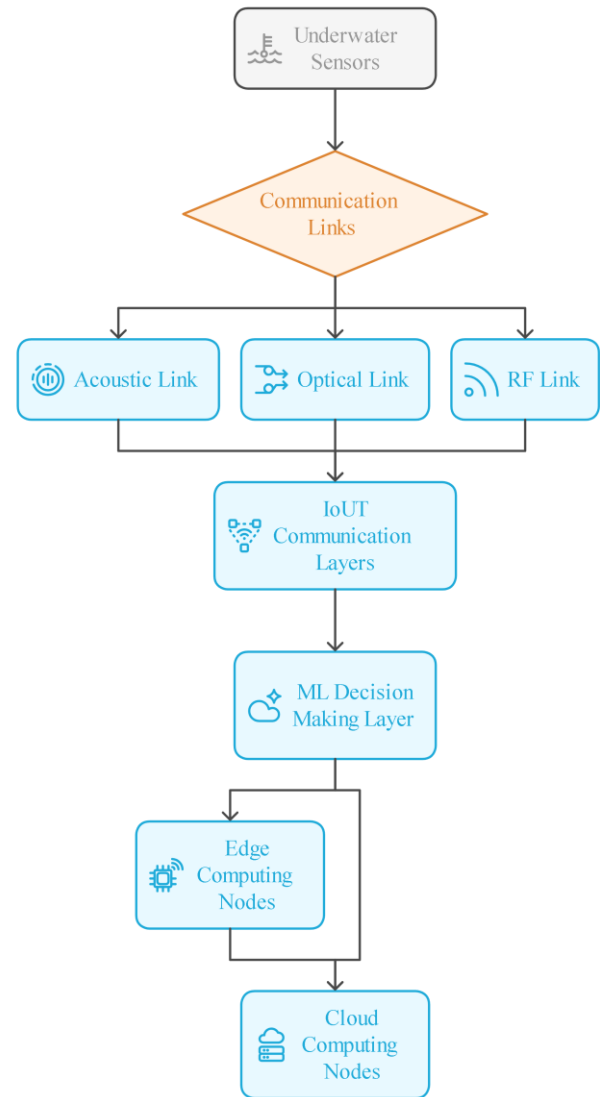 Underwater
Sensors
Communication
Links
Acoustic Link
Optical Link
RF Link
IoUT
Communication
Layers
ML Decision
Making Layer
Edge
Computing
Nodes
Cloud
Computing
Nodes